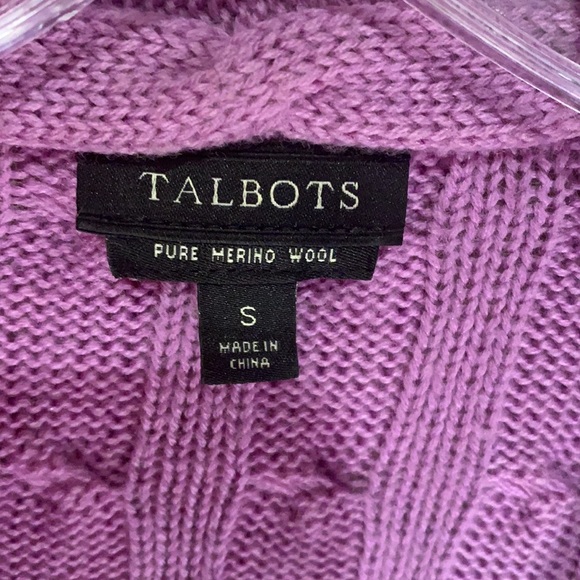 TALBOTS
PURE MERINO WOOL
S
MADE IN
CHINA